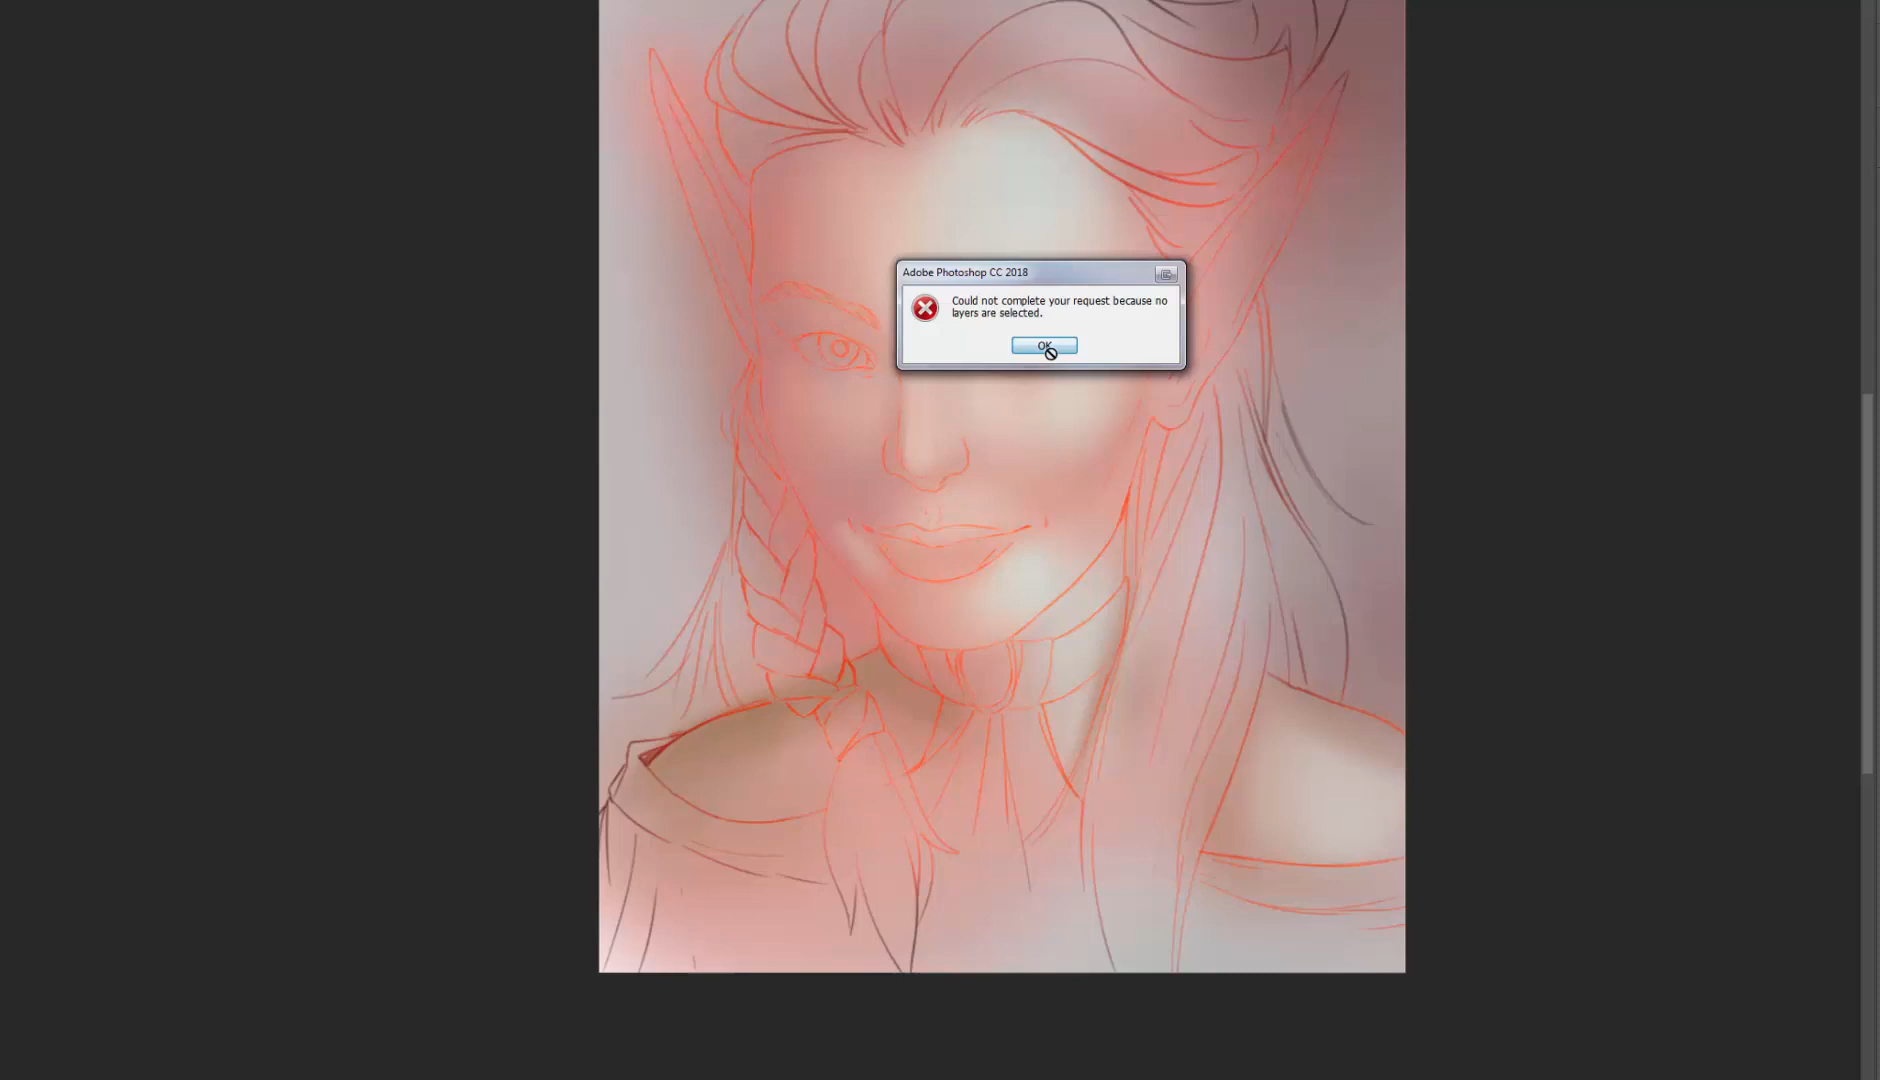 Adobe Photoshop CC 2018
Could not complete your request because no
layers are selected.
OK